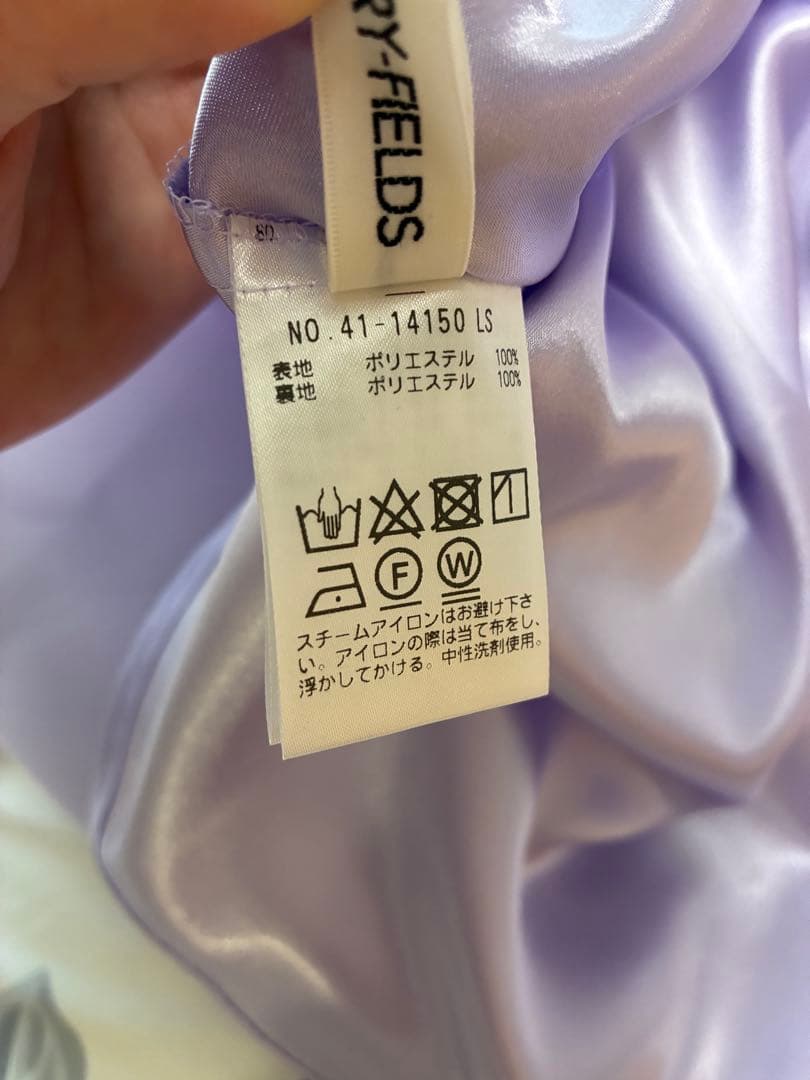 RY-FIELDS
80
NO.41-14150 LS
表地 ポリエステル 100%
裏地 ポリエステル 100%
F W
スチームアイロンはお避け下さ
い。アイロンの際は当て布をし、
浮かしてかける。中性洗剤使用。